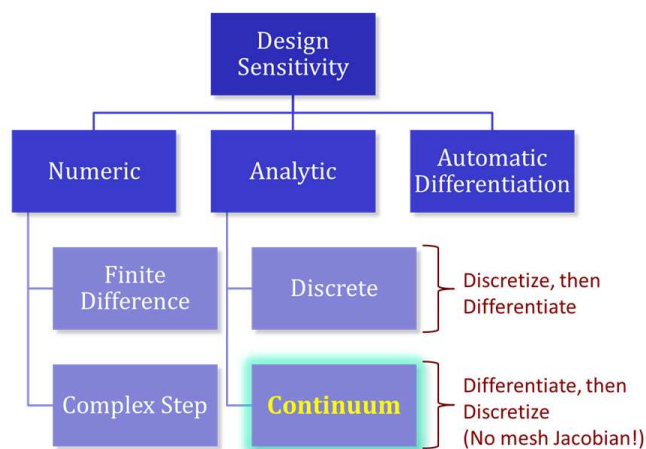 Design
Sensitivity
Numeric
Analytic
Automatic
Differentiation
Finite
Difference
Discrete
Discretize, then
Differentiate
Complex Step
Continuum
Differentiate, then
Discretize
(No mesh Jacobian!)